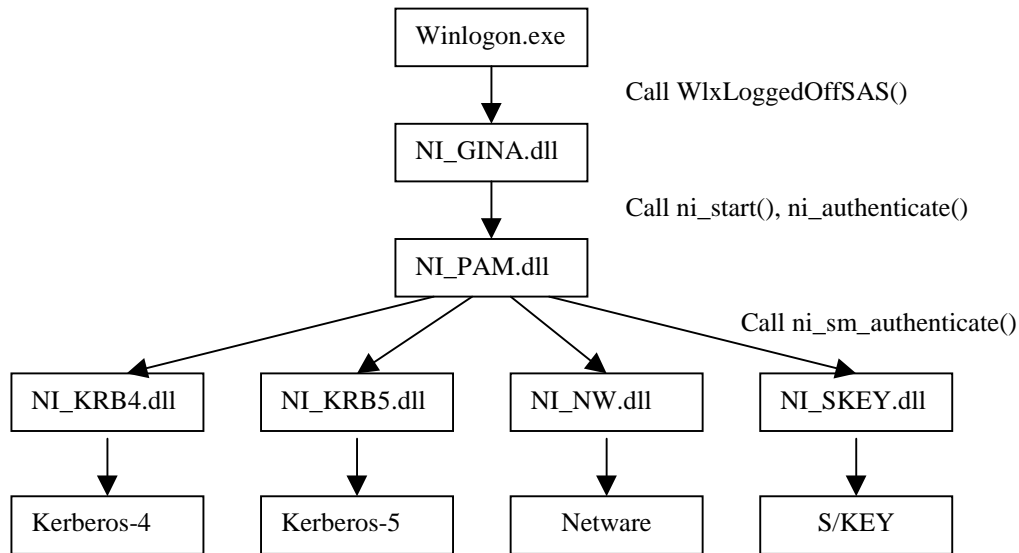 Winlogon.exe
Call WlxLoggedOffSAS()
NI_GINA.dll
Call ni_start(), ni_authenticate()
NI_PAM.dll
Call ni_sm_authenticate()
NI_KRB4.dll
NI_KRB5.dll
NI_NW.dll
NI_SKEY.dll
Kerberos-4
Kerberos-5
Netware
S/KEY